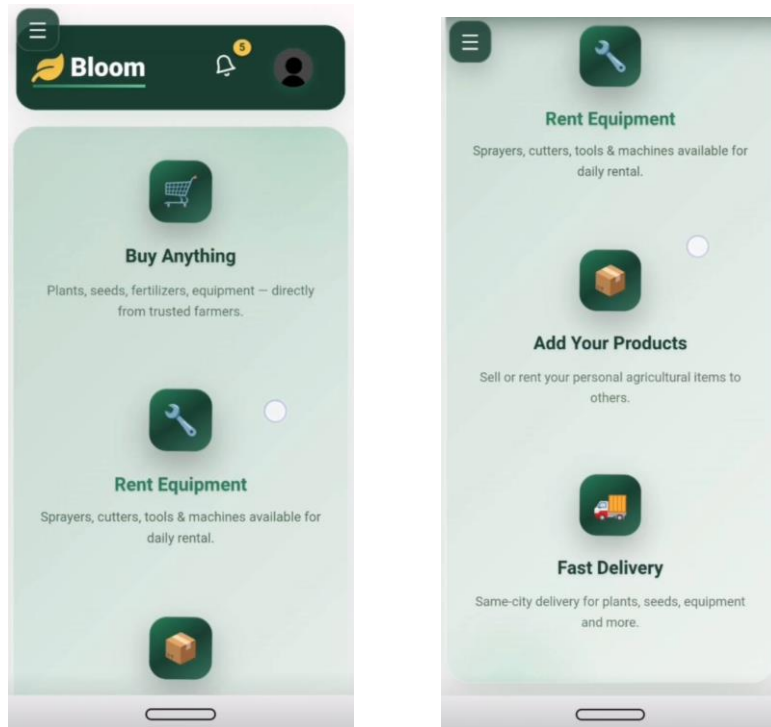 Bloom
5
Buy Anything
Plants, seeds, fertilizers, equipment — directly
from trusted farmers.
Rent Equipment
Sprayers, cutters, tools & machines available for
daily rental.
Rent Equipment
Sprayers, cutters, tools & machines available for
daily rental.
Add Your Products
Sell or rent your personal agricultural items to
others.
Fast Delivery
Same-city delivery for plants, seeds, equipment
and more.